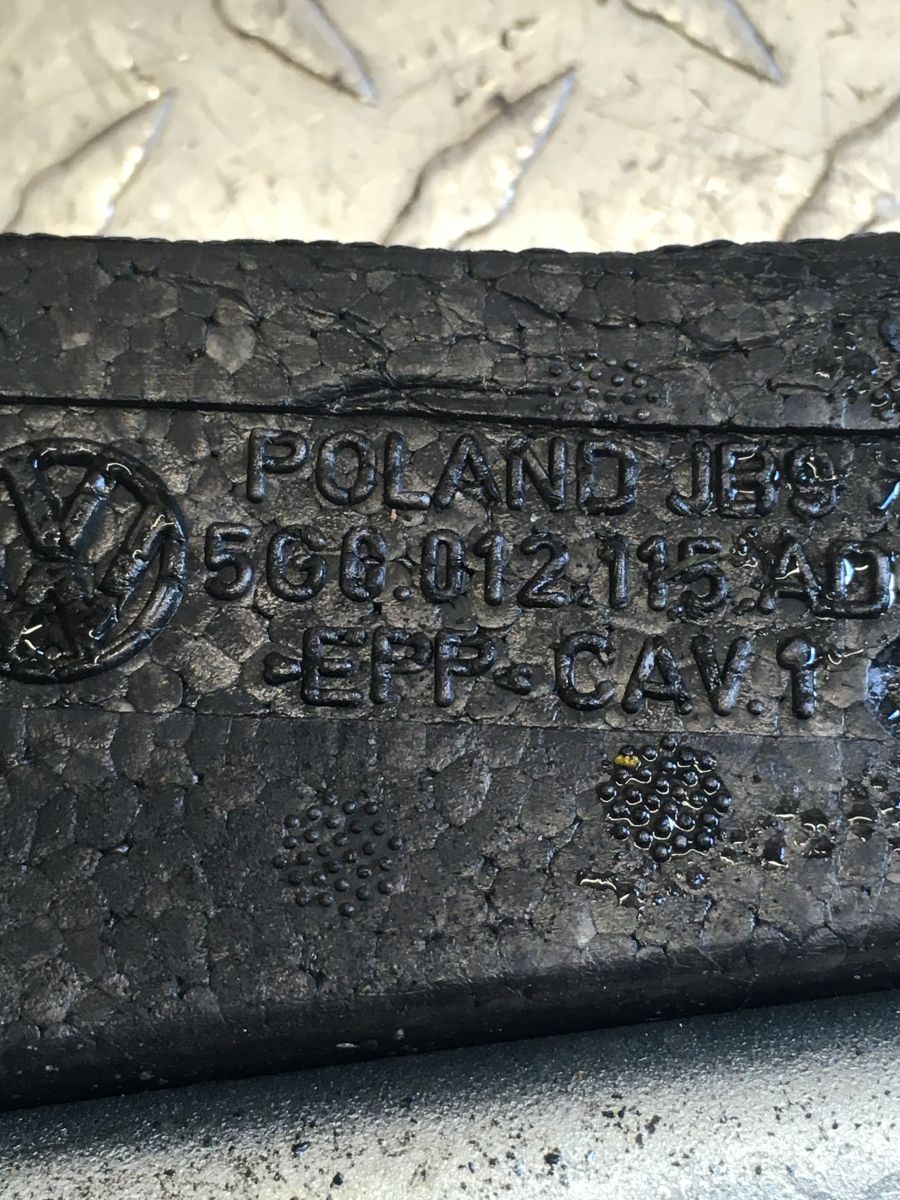 POLAND JB9
5G6.012.115.AD
>EPP< CAV.1